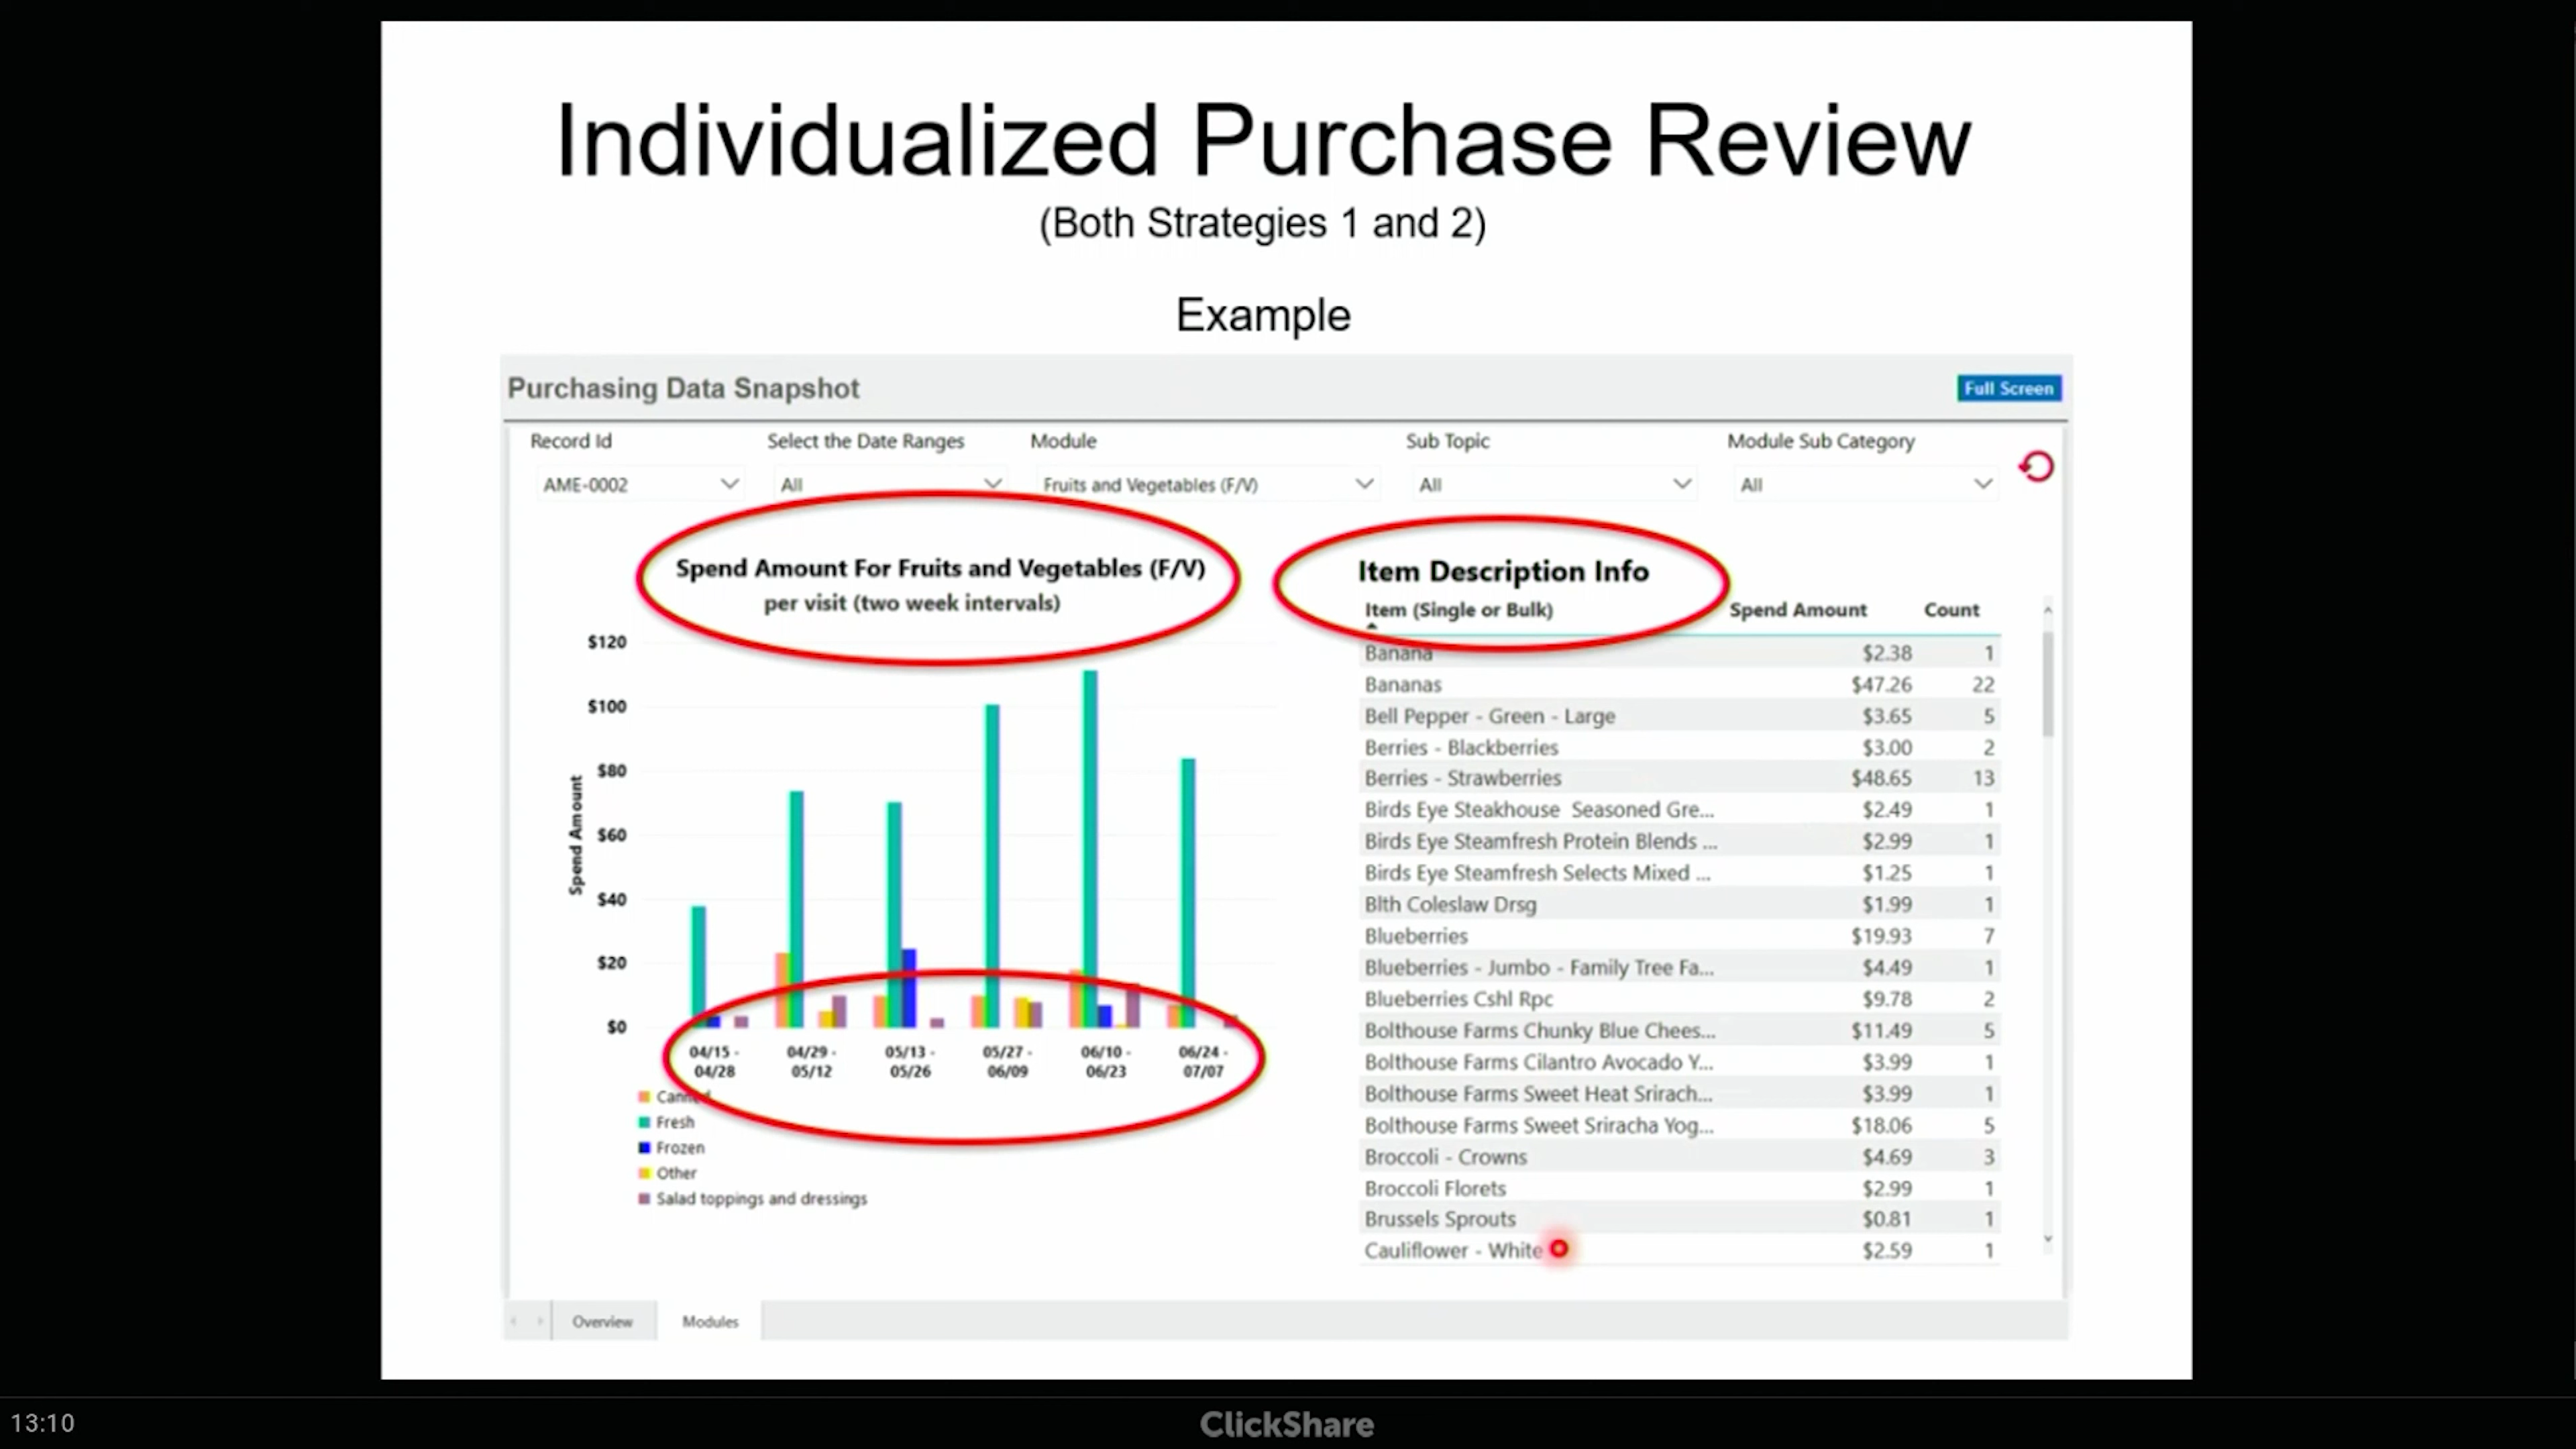 Individualized Purchase Review
(Both Strategies 1 and 2)
Example
Purchasing Data Snapshot
Full Screen
Record Id
Select the Date Ranges
Module
Sub Topic
Module Sub Category
AME-0002
All
Fruits and Vegetables (F/V)
All
All
Spend Amount For Fruits and Vegetables (F/V)
per visit (two week intervals)
Spend Amount
$120
$100
$80
$60
$40
$20
$0
04/15 -
04/28
04/29 -
05/12
05/13 -
05/26
05/27 -
06/09
06/10 -
06/23
06/24 -
07/07
Canned
Fresh
Frozen
Other
Salad toppings and dressings
Item Description Info
Item (Single or Bulk) Spend Amount Count
Banana $2.38 1
Bananas $47.26 22
Bell Pepper - Green - Large $3.65 5
Berries - Blackberries $3.00 2
Berries - Strawberries $48.65 13
Birds Eye Steakhouse Seasoned Gre... $2.49 1
Birds Eye Steamfresh Protein Blends ... $2.99 1
Birds Eye Steamfresh Selects Mixed ... $1.25 1
Blth Coleslaw Drsg $1.99 1
Blueberries $19.93 7
Blueberries - Jumbo - Family Tree Fa... $4.49 1
Blueberries Cshl Rpc $9.78 2
Bolthouse Farms Chunky Blue Chees... $11.49 5
Bolthouse Farms Cilantro Avocado Y... $3.99 1
Bolthouse Farms Sweet Heat Srirach... $3.99 1
Bolthouse Farms Sweet Sriracha Yog... $18.06 5
Broccoli - Crowns $4.69 3
Broccoli Florets $2.99 1
Brussels Sprouts $0.81 1
Cauliflower - White $2.59 1
Overview
Modules
13:10
ClickShare